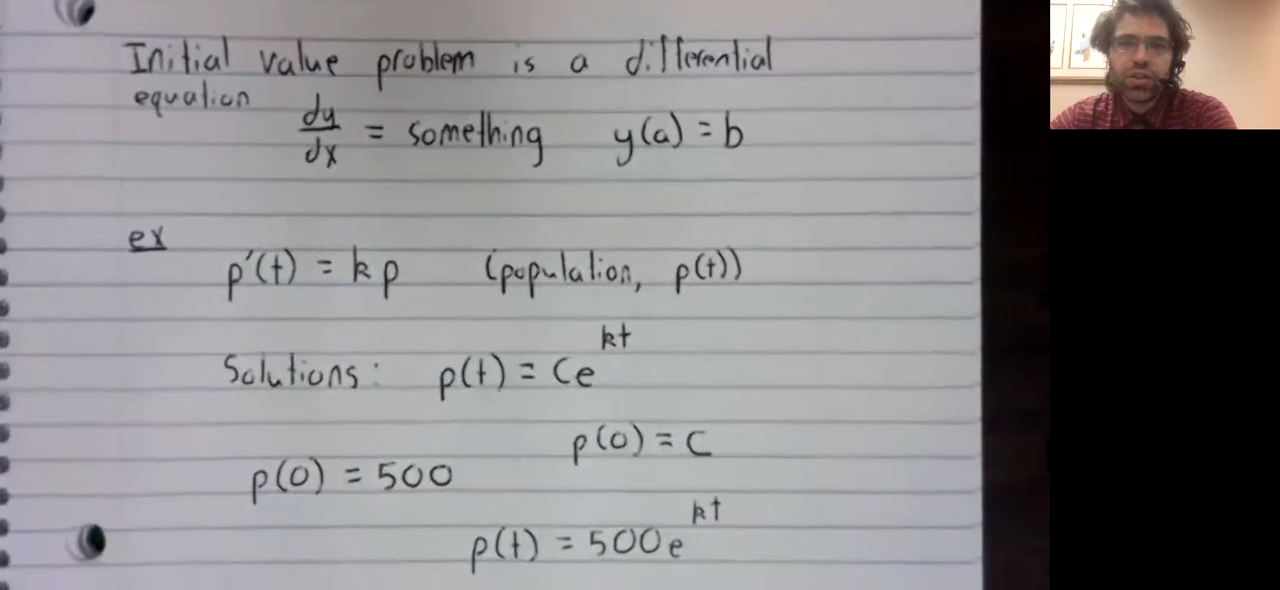 Initial value problem is a differential
equation
dy/dx = something y(a) = b
ex
p'(t) = kp (population, p(t))
Solutions: p(t) = Ce^kt
p(0) = C
p(0) = 500
p(t) = 500e^kt